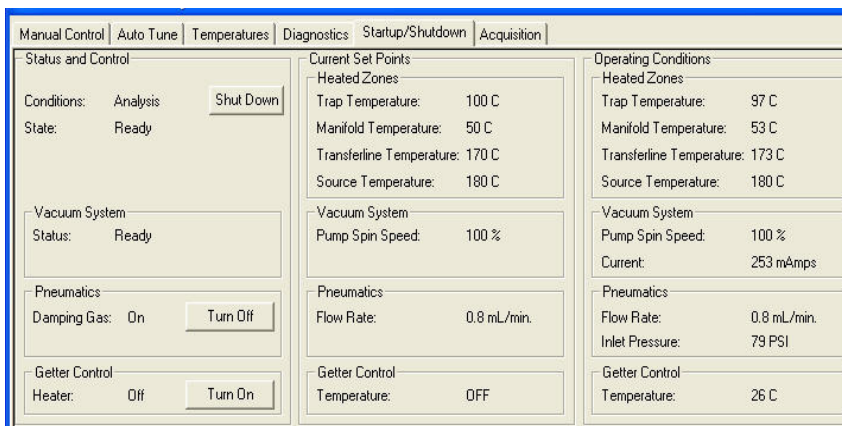 Manual Control Auto Tune Temperatures Diagnostics Startup/Shutdown Acquisition
Status and Control
Conditions: Analysis Shut Down
State: Ready
Vacuum System
Status: Ready
Pneumatics
Damping Gas: On Turn Off
Getter Control
Heater: Off Turn On
Current Set Points
Heated Zones
Trap Temperature: 100 C
Manifold Temperature: 50 C
Transferline Temperature: 170 C
Source Temperature: 180 C
Vacuum System
Pump Spin Speed: 100 %
Pneumatics
Flow Rate: 0.8 mL/min.
Getter Control
Temperature: OFF
Operating Conditions
Heated Zones
Trap Temperature: 97 C
Manifold Temperature: 53 C
Transferline Temperature: 173 C
Source Temperature: 180 C
Vacuum System
Pump Spin Speed: 100 %
Current: 253 mAmps
Pneumatics
Flow Rate: 0.8 mL/min.
Inlet Pressure: 79 PSI
Getter Control
Temperature: 26 C